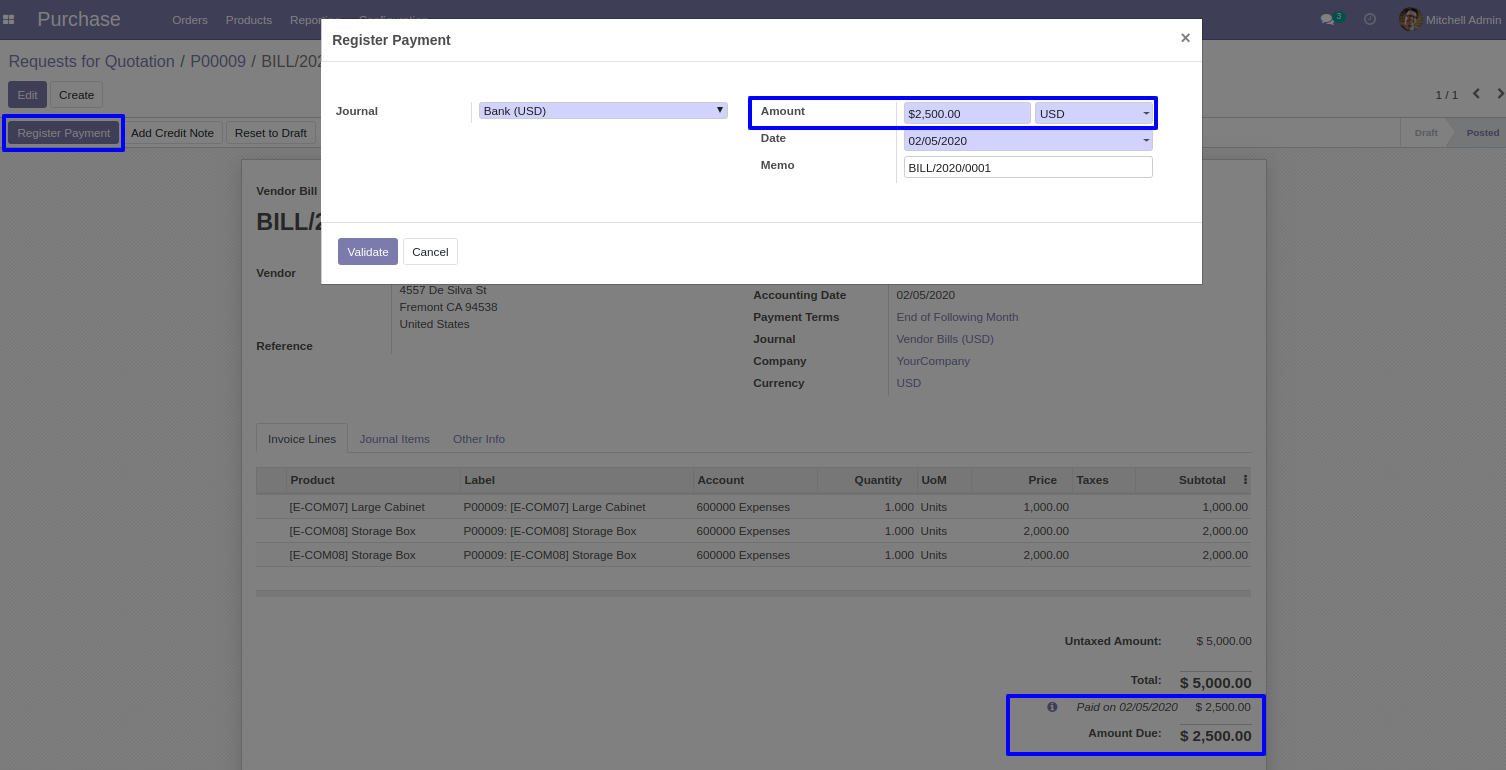 Purchase Orders Products Reporting Configuration 3 Mitchell Admin
Register Payment ×
Requests for Quotation / P00009 / BILL/202
Edit Create 1 / 1
Journal Bank (USD) Amount $2,500.00 USD
Register Payment Add Credit Note Reset to Draft Draft Posted
Date 02/05/2020
Memo BILL/2020/0001
Vendor Bill
BILL/2
Validate Cancel
Vendor
4557 De Silva St
Fremont CA 94538
United States
Reference
Accounting Date 02/05/2020
Payment Terms End of Following Month
Journal Vendor Bills (USD)
Company YourCompany
Currency USD
Invoice Lines Journal Items Other Info
Product Label Account Quantity UoM Price Taxes Subtotal
[E-COM07] Large Cabinet P00009: [E-COM07] Large Cabinet 600000 Expenses 1.000 Units 1,000.00 1,000.00
[E-COM08] Storage Box P00009: [E-COM08] Storage Box 600000 Expenses 1.000 Units 2,000.00 2,000.00
[E-COM08] Storage Box P00009: [E-COM08] Storage Box 600000 Expenses 1.000 Units 2,000.00 2,000.00
Untaxed Amount: $ 5,000.00
Total: $ 5,000.00
Paid on 02/05/2020 $ 2,500.00
Amount Due: $ 2,500.00